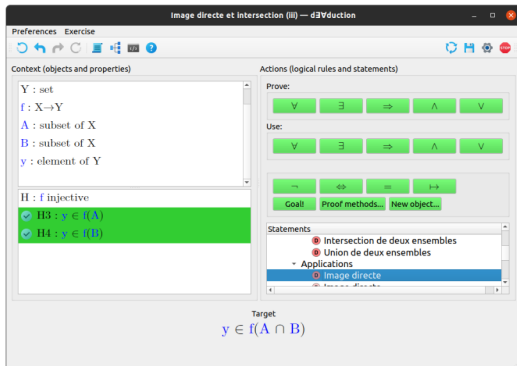 Image directe et intersection (iii) — d∃∀duction
Preferences Exercise
Context (objects and properties)
Y : set
f : X→Y
A : subset of X
B : subset of X
y : element of Y
H : f injective
H3 : y ∈ f(A)
H4 : y ∈ f(B)
Actions (logical rules and statements)
Prove:
∀ ∃ ⇒ ∧ ∨
Use:
∀ ∃ ⇒ ∧ ∨
¬ ⇔ = ↦
Goal! Proof methods... New object...
Statements
D Intersection de deux ensembles
D Union de deux ensembles
Applications
D Image directe
Target
y ∈ f(A ∩ B)